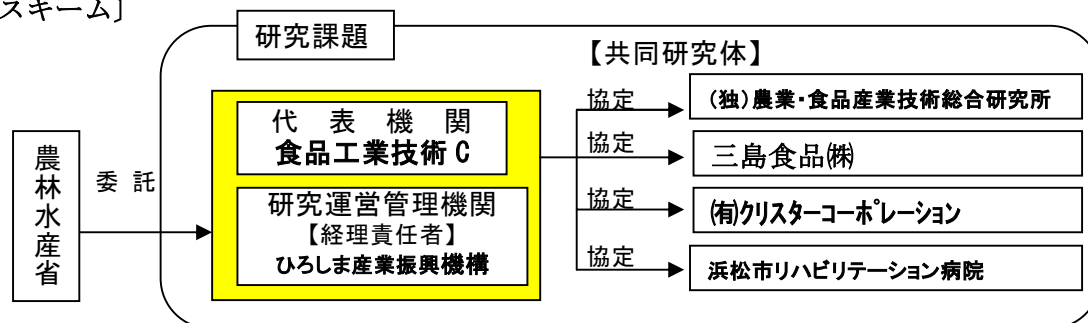 スキーム〕
研究課題
【共同研究体】
農林水産省
委 託
代 表 機 関
食品工業技術 C
研究運営管理機関
【経理責任者】
ひろしま産業振興機構
協定
（独）農業・食品産業技術総合研究所
協定
三島食品㈱
協定
㈲クリスターコーポレーション
協定
浜松市リハビリテーション病院